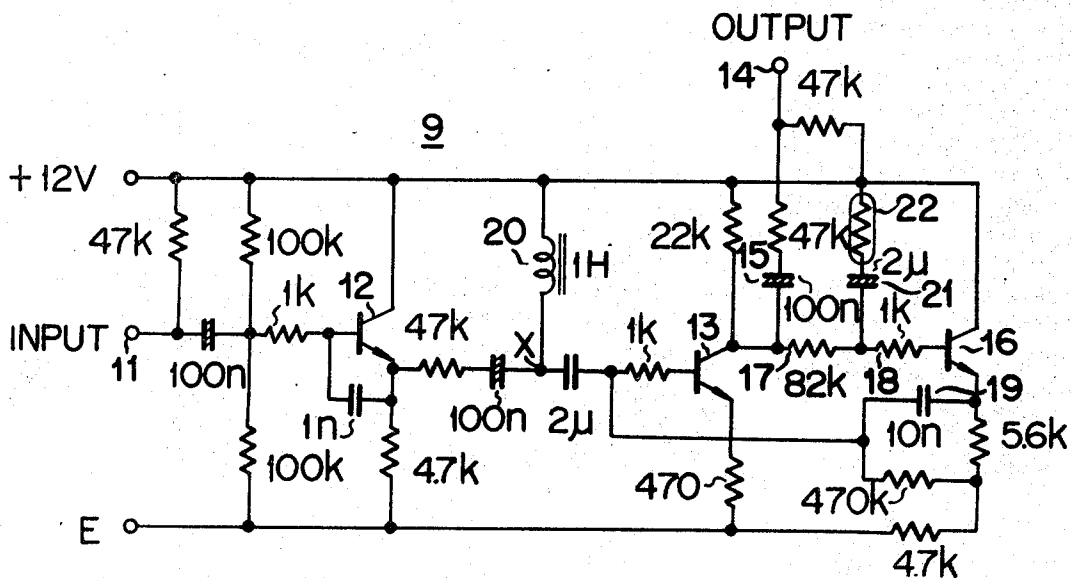 OUTPUT
14 47k
9
+12V
47k 100k 20 1H 22k 15 47k 22
2μ
100n 21
1k 12 47k 1k 13 1k
INPUT X 16
11 100n 17 82k 18 19
1n 100n 2μ 10n 5.6k
100k 4.7k 470 470k
E
4.7k